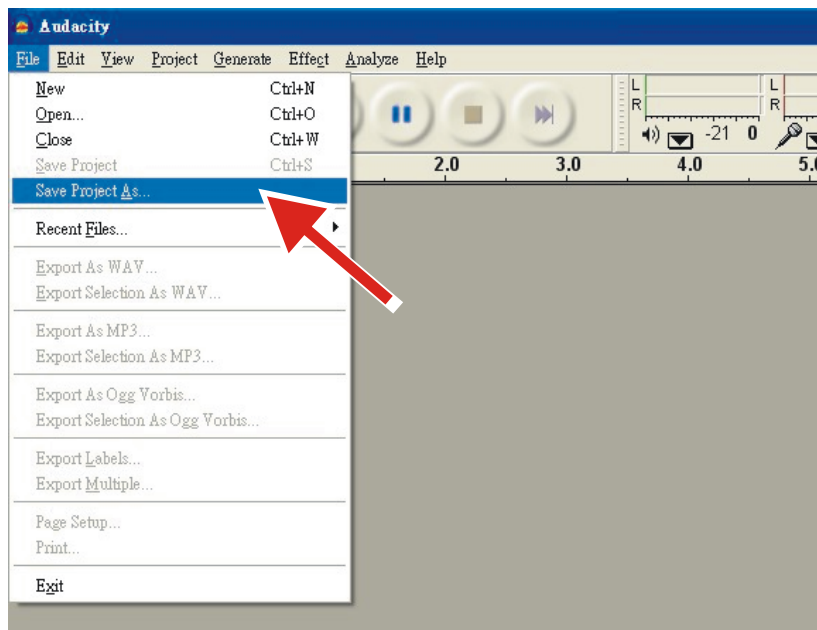 Audacity
File Edit View Project Generate Effect Analyze Help
New Ctrl+N
Open... Ctrl+O
Close Ctrl+W
Save Project Ctrl+S
Save Project As...
Recent Files...
Export As WAV...
Export Selection As WAV...
Export As MP3...
Export Selection As MP3...
Export As Ogg Vorbis...
Export Selection As Ogg Vorbis...
Export Labels...
Export Multiple...
Page Setup...
Print...
Exit
L L
R R
-21 0
2.0 3.0 4.0 5.0